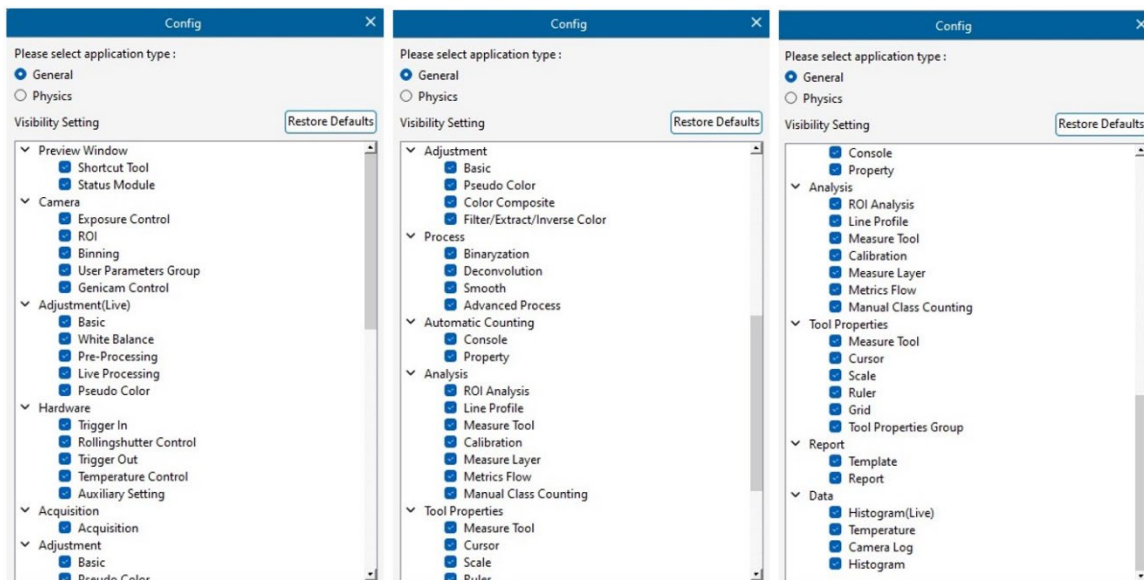 Config
Please select application type :
General
Physics
Visibility Setting
Restore Defaults
Preview Window
Shortcut Tool
Status Module
Camera
Exposure Control
ROI
Binning
User Parameters Group
Genicam Control
Adjustment(Live)
Basic
White Balance
Pre-Processing
Live Processing
Pseudo Color
Hardware
Trigger In
Rollingshutter Control
Trigger Out
Temperature Control
Auxiliary Setting
Acquisition
Acquisition
Adjustment
Basic
Pseudo Color
Config
Please select application type :
General
Physics
Visibility Setting
Restore Defaults
Adjustment
Basic
Pseudo Color
Color Composite
Filter/Extract/Inverse Color
Process
Binaryzation
Deconvolution
Smooth
Advanced Process
Automatic Counting
Console
Property
Analysis
ROI Analysis
Line Profile
Measure Tool
Calibration
Measure Layer
Metrics Flow
Manual Class Counting
Tool Properties
Measure Tool
Cursor
Scale
Ruler
Config
Please select application type :
General
Physics
Visibility Setting
Restore Defaults
Console
Property
Analysis
ROI Analysis
Line Profile
Measure Tool
Calibration
Measure Layer
Metrics Flow
Manual Class Counting
Tool Properties
Measure Tool
Cursor
Scale
Ruler
Grid
Tool Properties Group
Report
Template
Report
Data
Histogram(Live)
Temperature
Camera Log
Histogram